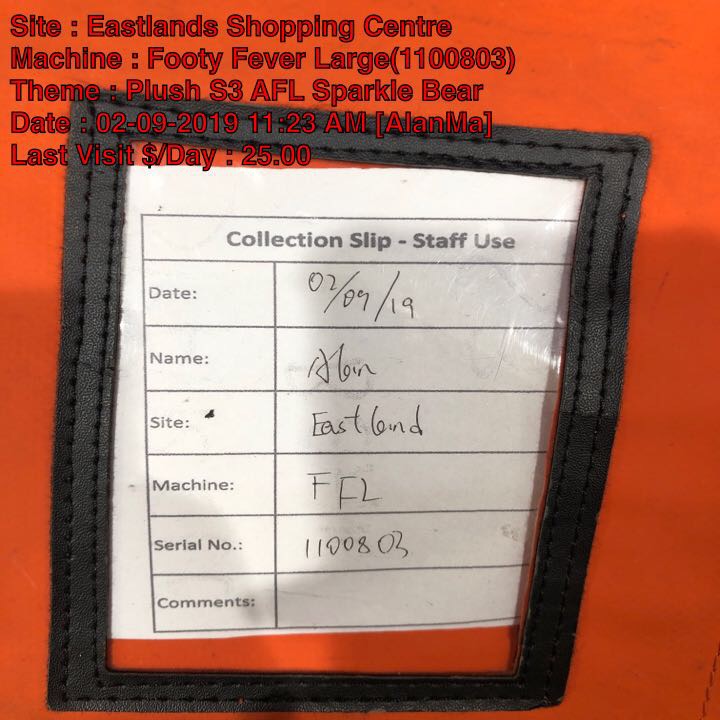 Site : Eastlands Shopping Centre
Machine : Footy Fever Large(1100803)
Theme : Plush S3 AFL Sparkle Bear
Date : 02-09-2019 11:23 AM [AlanMa]
Last Visit $/Day : 25.00
Collection Slip - Staff Use
Date: 02/09/19
Name: Alan
Site: Eastland
Machine: FFL
Serial No.: 1100803
Comments: